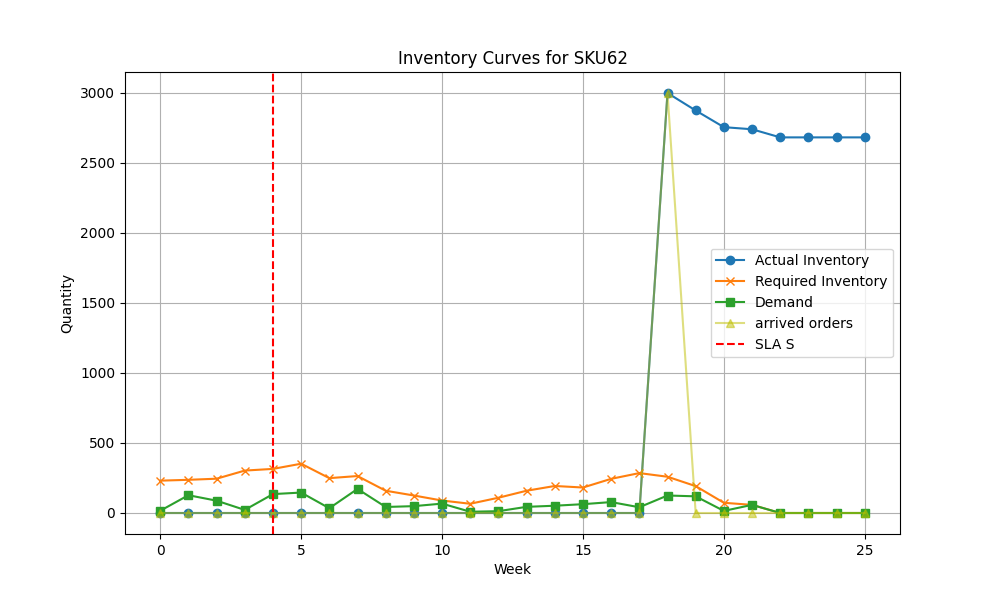 Inventory Curves for SKU62
Quantity
3000
2500
2000
1500
1000
500
0
Actual Inventory
Required Inventory
Demand
arrived orders
SLA S
0 5 10 15 20 25
Week